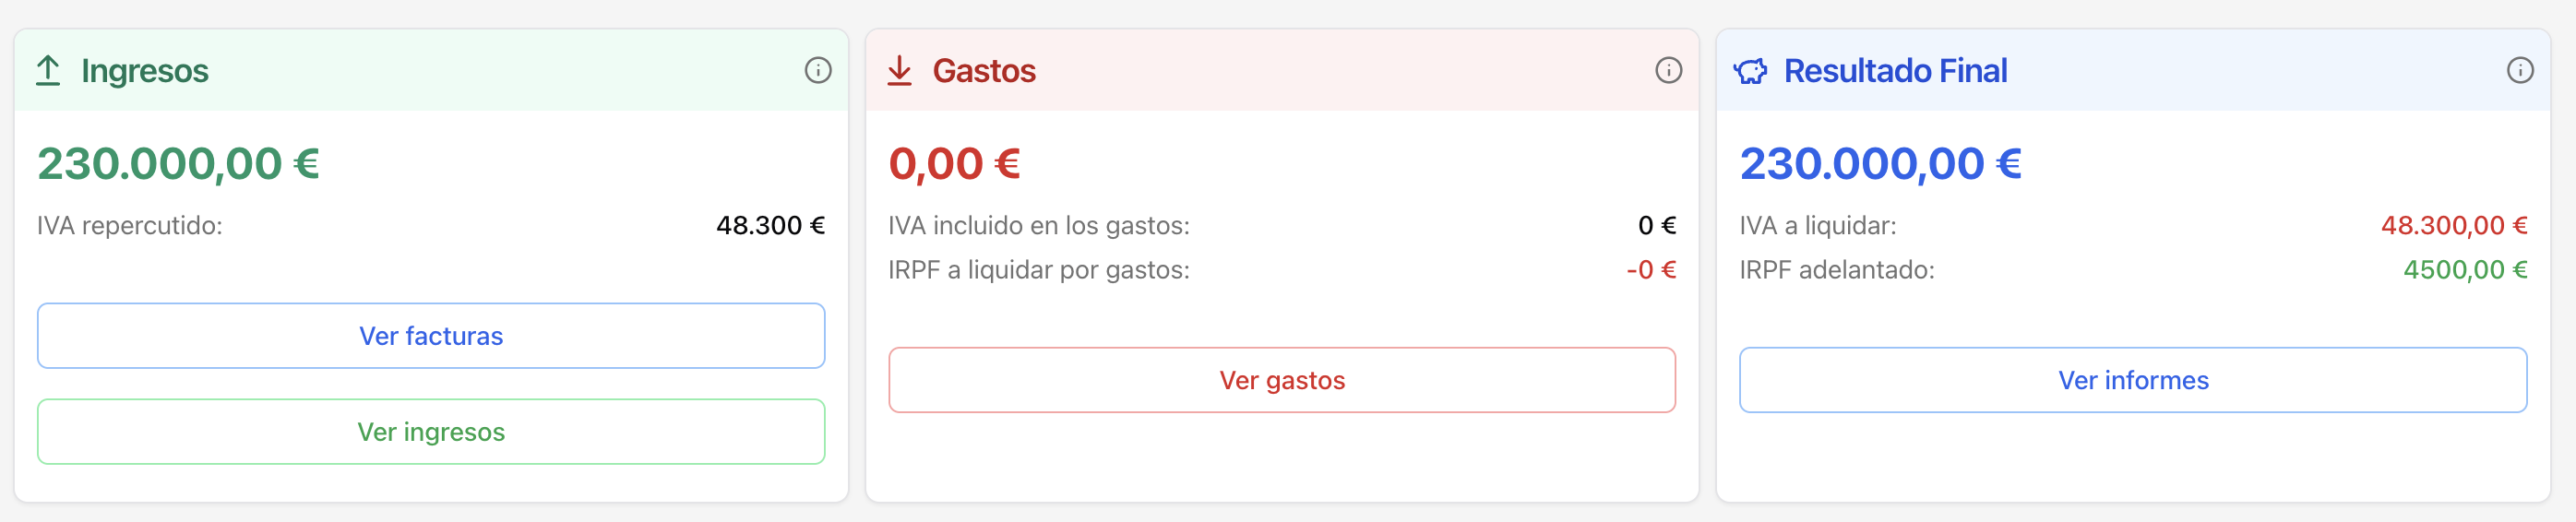 Ingresos
230.000,00 €
IVA repercutido: 48.300 €
Ver facturas
Ver ingresos
Gastos
0,00 €
IVA incluido en los gastos: 0 €
IRPF a liquidar por gastos: -0 €
Ver gastos
Resultado Final
230.000,00 €
IVA a liquidar: 48.300,00 €
IRPF adelantado: 4500,00 €
Ver informes